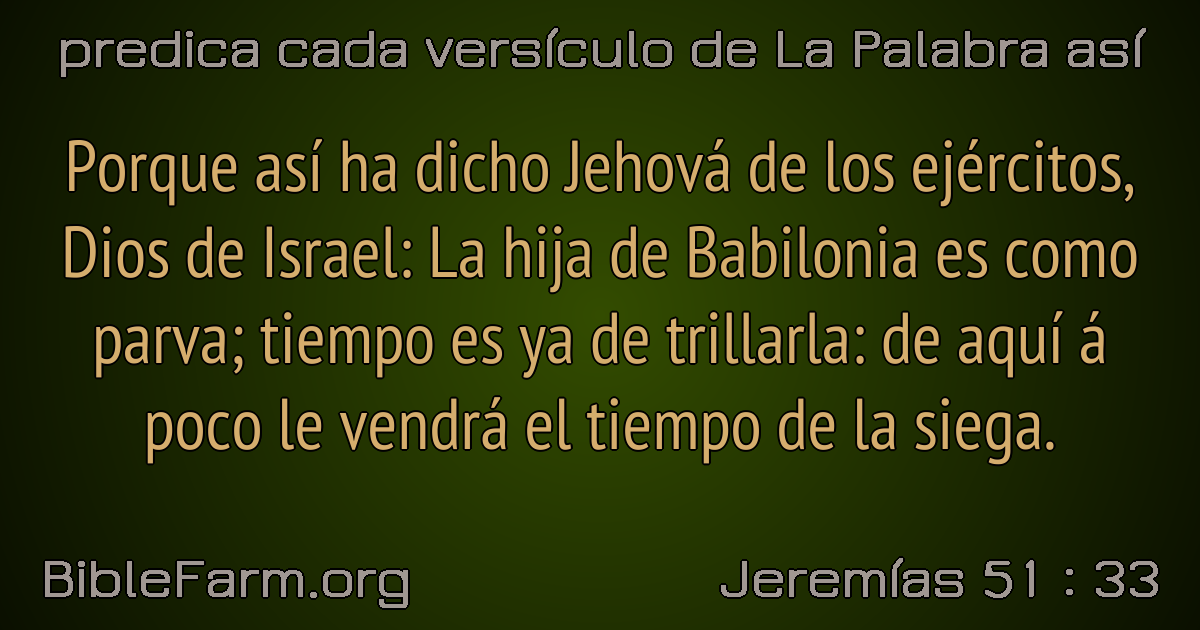 predica cada versículo de La Palabra así
Porque así ha dicho Jehová de los ejércitos,
Dios de Israel: La hija de Babilonia es como
parva; tiempo es ya de trillarla: de aquí á
poco le vendrá el tiempo de la siega.
BibleFarm.org
Jeremías 51 : 33